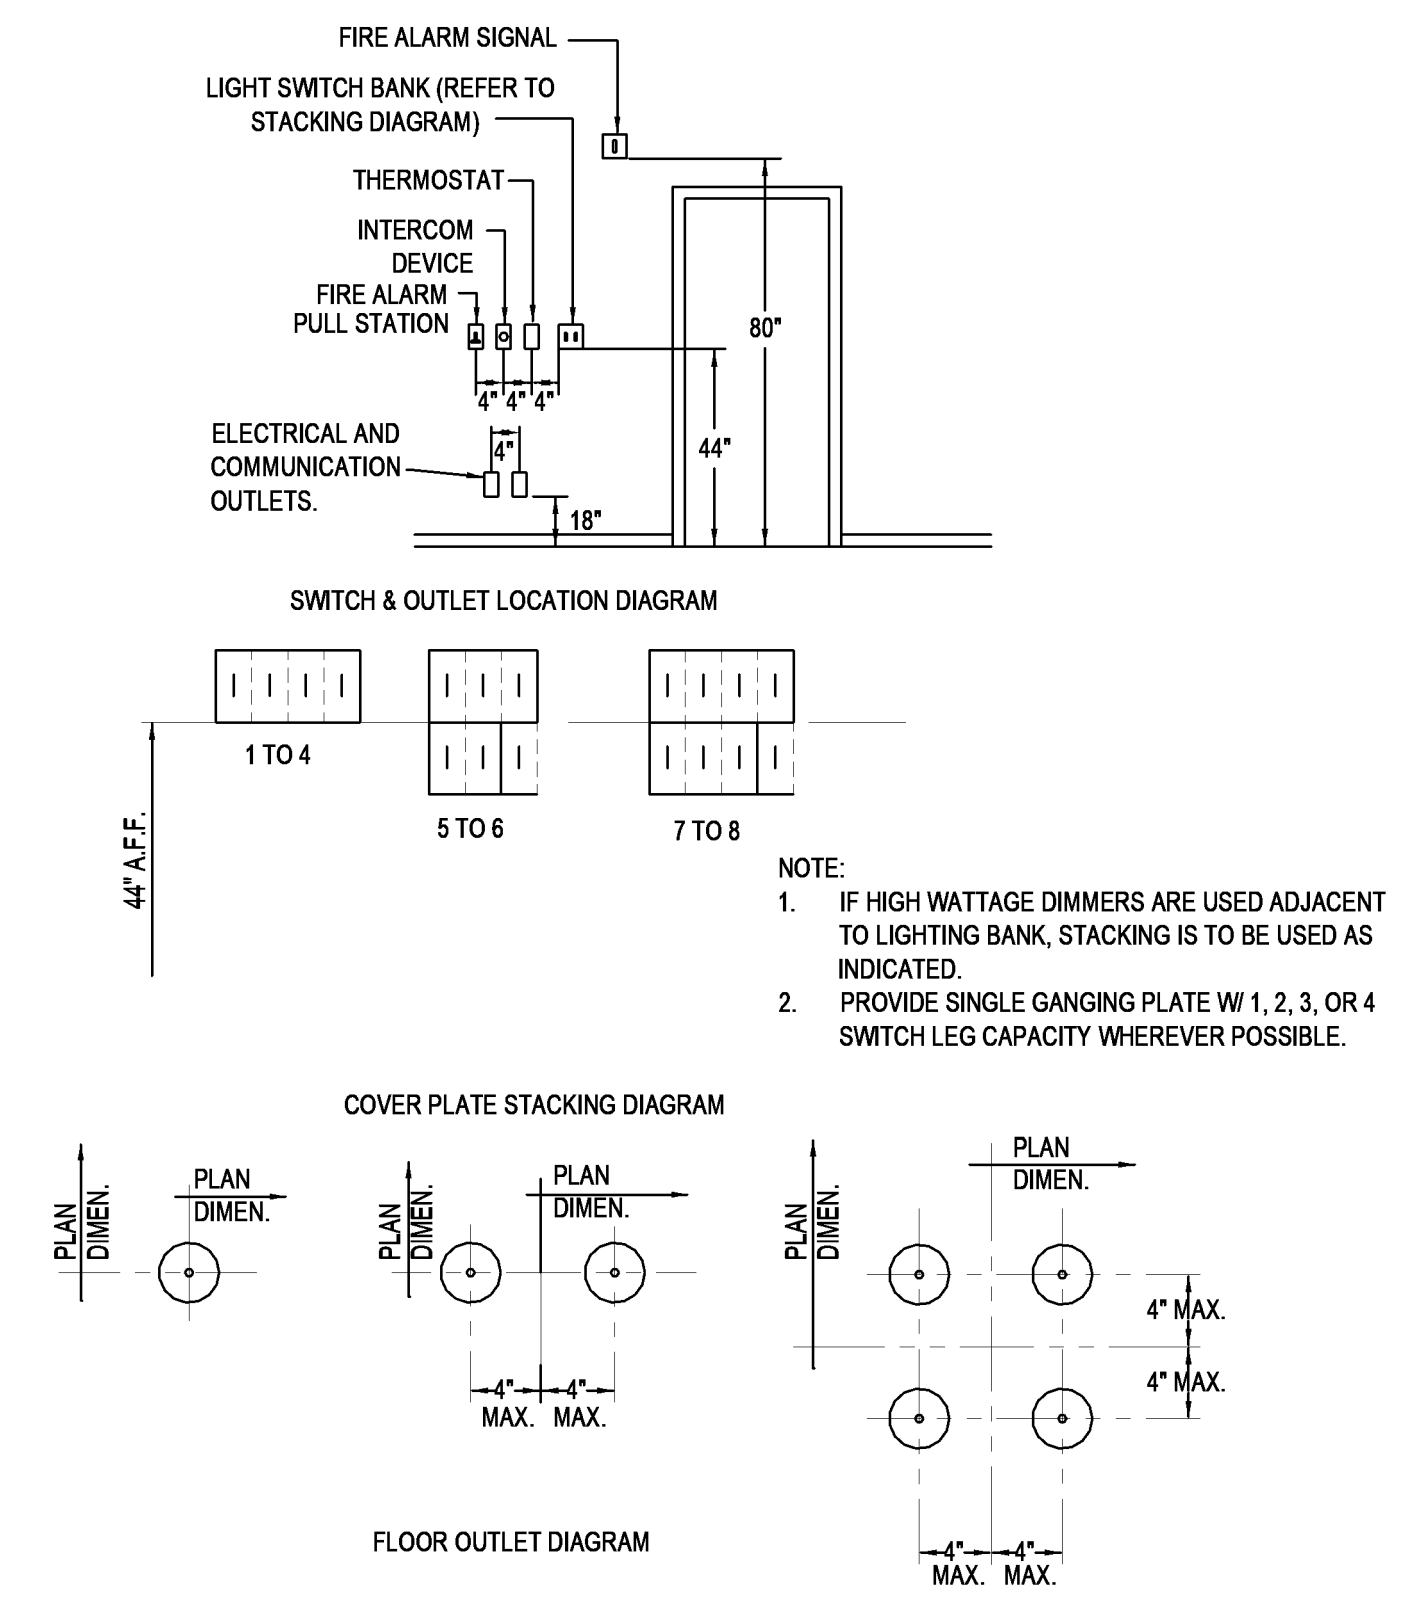 FIRE ALARM SIGNAL
LIGHT SWITCH BANK (REFER TO
STACKING DIAGRAM)
THERMOSTAT
INTERCOM
DEVICE
FIRE ALARM
PULL STATION
80"
4" 4" 4"
ELECTRICAL AND
COMMUNICATION
OUTLETS.
4"
44"
18"
SWITCH & OUTLET LOCATION DIAGRAM
1 TO 4
5 TO 6
7 TO 8
44" A.F.F.
NOTE:
1. IF HIGH WATTAGE DIMMERS ARE USED ADJACENT
TO LIGHTING BANK, STACKING IS TO BE USED AS
INDICATED.
2. PROVIDE SINGLE GANGING PLATE W/ 1, 2, 3, OR 4
SWITCH LEG CAPACITY WHEREVER POSSIBLE.
COVER PLATE STACKING DIAGRAM
PLAN
DIMEN.
PLAN
DIMEN.
PLAN
DIMEN.
PLAN
DIMEN.
4" 4"
MAX. MAX.
PLAN
DIMEN.
PLAN
DIMEN.
4" MAX.
4" MAX.
4" 4"
MAX. MAX.
FLOOR OUTLET DIAGRAM